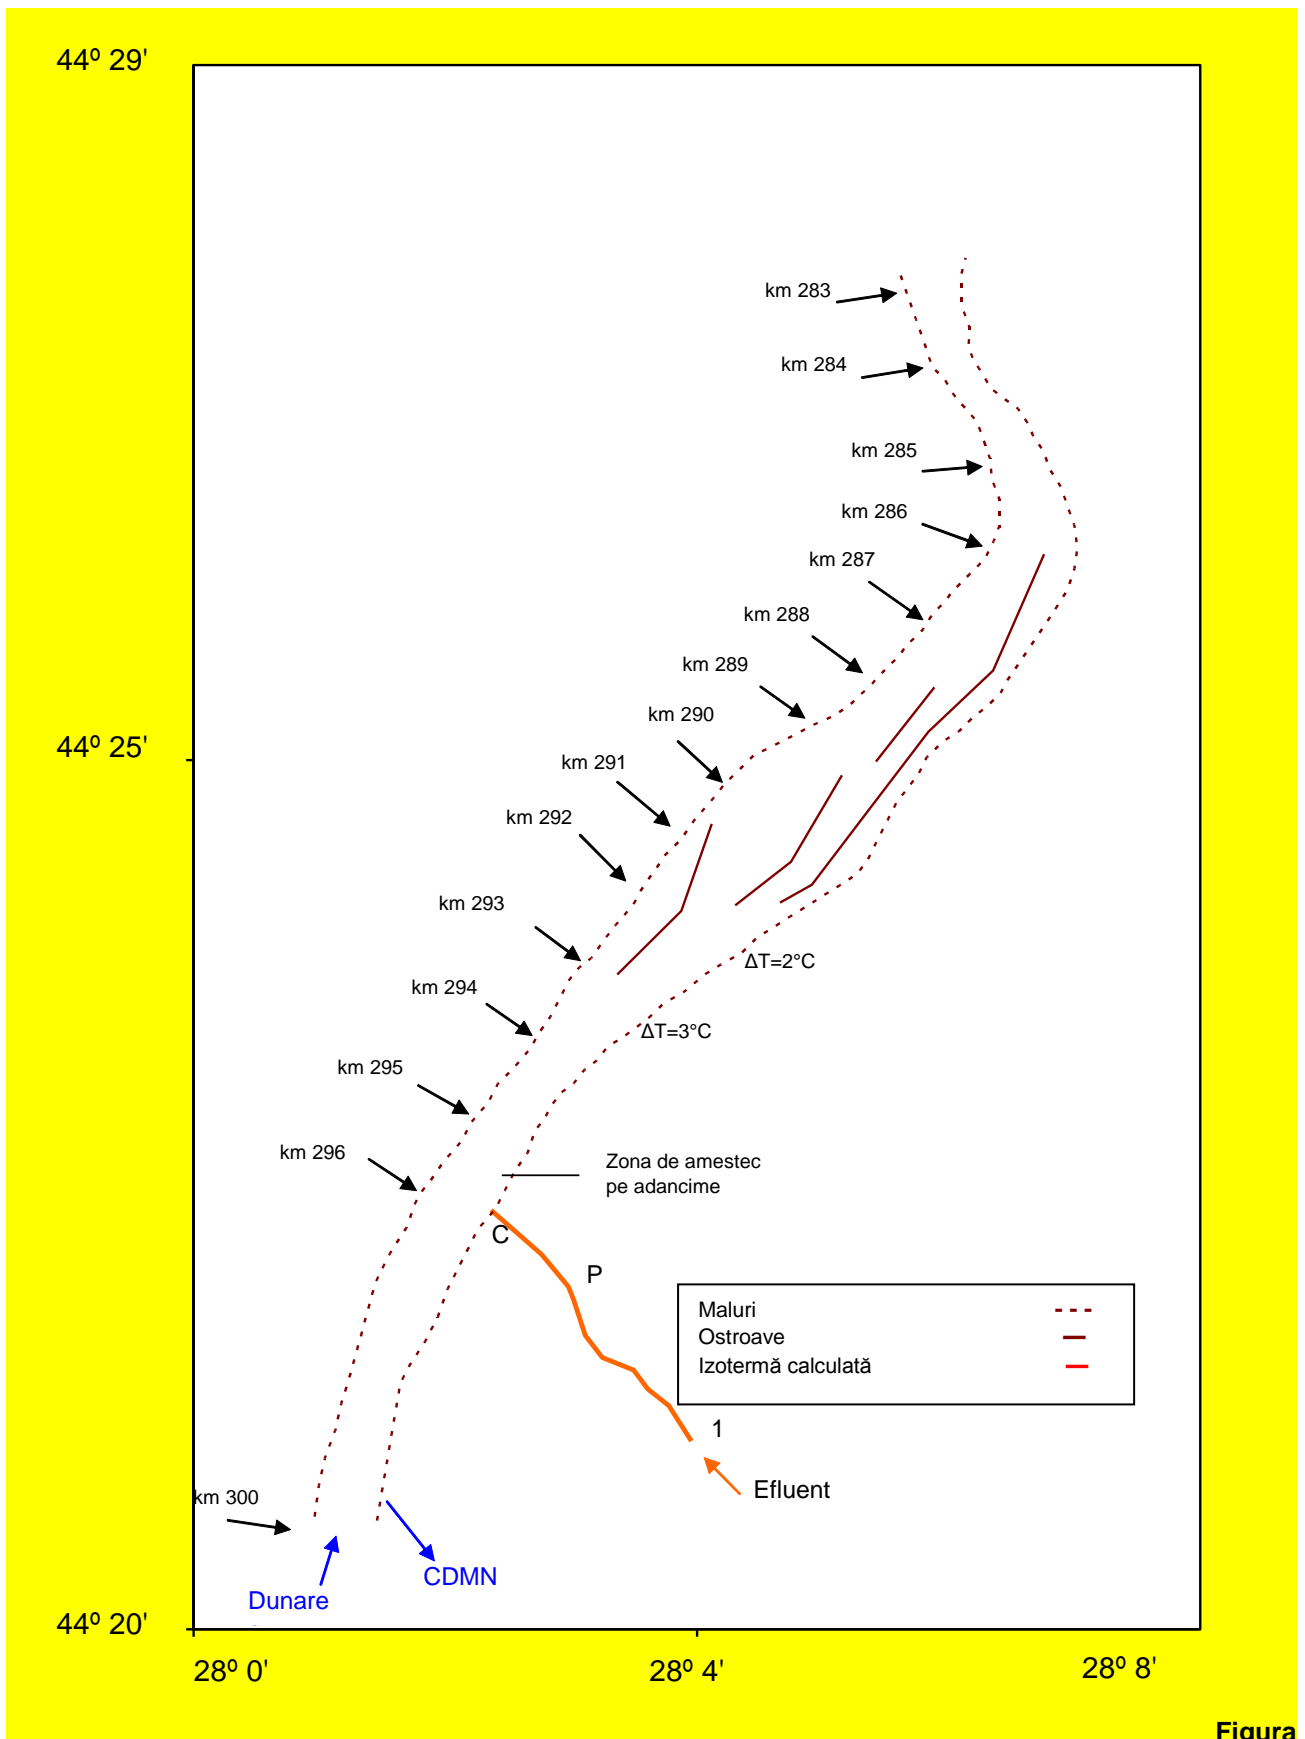 44º 29'
km 283
km 284
km 285
km 286
km 287
km 288
km 289
km 290
44º 25'
km 291
km 292
km 293
ΔT=2°C
km 294
ΔT=3°C
km 295
km 296
Zona de amestec
pe adancime
C
P
Maluri
Ostroave
Izotermă calculată
1
Efluent
km 300
CDMN
Dunare
44º 20'
28º 0'
28º 4'
28º 8'
Figura